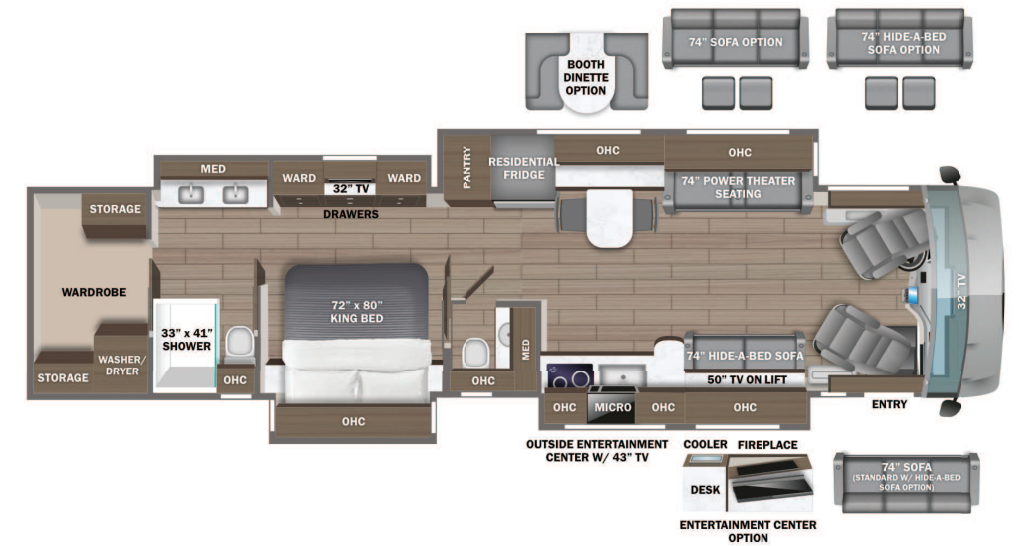 74” SOFA OPTION
74” HIDE-A-BED
SOFA OPTION
BOOTH
DINETTE
OPTION
MED
WARD
32” TV
WARD
DRAWERS
PANTRY
RESIDENTIAL
FRIDGE
OHC
OHC
74” POWER THEATER
SEATING
STORAGE
WARDROBE
WASHER/
DRYER
STORAGE
33” x 41”
SHOWER
OHC
72” x 80”
KING BED
OHC
OHC
MED
74” HIDE-A-BED SOFA
50” TV ON LIFT
OHC
MICRO
OHC
OHC
32” TV
ENTRY
OUTSIDE ENTERTAINMENT
CENTER W/ 43” TV
COOLER
FIREPLACE
DESK
ENTERTAINMENT CENTER
OPTION
74” SOFA
(STANDARD W/ HIDE-A-BED
SOFA OPTION)